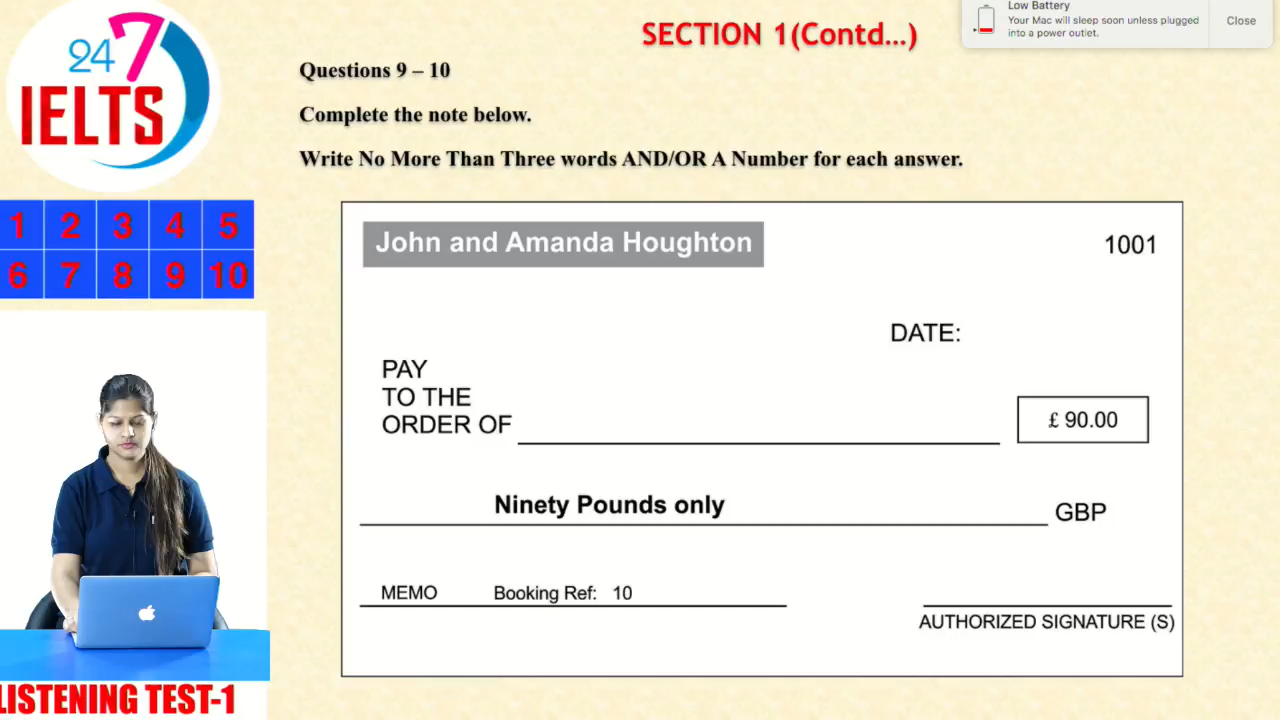 24 7
IELTS
SECTION 1(Contd...)
Low Battery
Your Mac will sleep soon unless plugged
into a power outlet.
Close
Questions 9 – 10
Complete the note below.
Write No More Than Three words AND/OR A Number for each answer.
1 2 3 4 5
6 7 8 9 10
John and Amanda Houghton
1001
DATE:
PAY
TO THE
ORDER OF
£ 90.00
Ninety Pounds only
GBP
MEMO Booking Ref: 10
AUTHORIZED SIGNATURE (S)
LISTENING TEST-1